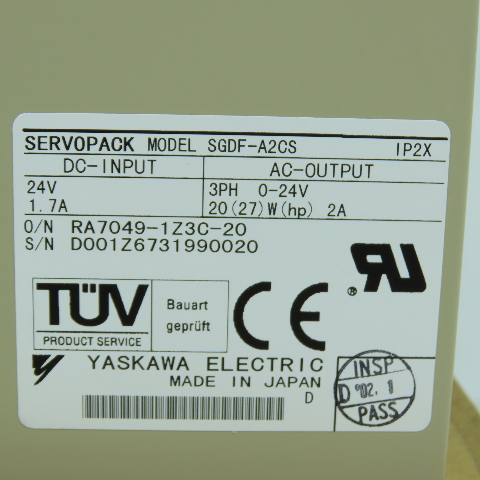 SERVOPACK MODEL SGDF-A2CS IP2X
DC-INPUT AC-OUTPUT
24V 3PH 0-24V
1.7A 20(27)W(hp) 2A
O/N RA7049-1Z3C-20
S/N D001Z6731990020
TÜV
PRODUCT SERVICE
Bauart
geprüft
CE
RU
®
YASKAWA ELECTRIC
MADE IN JAPAN
D
INSP
D '02. 1
PASS